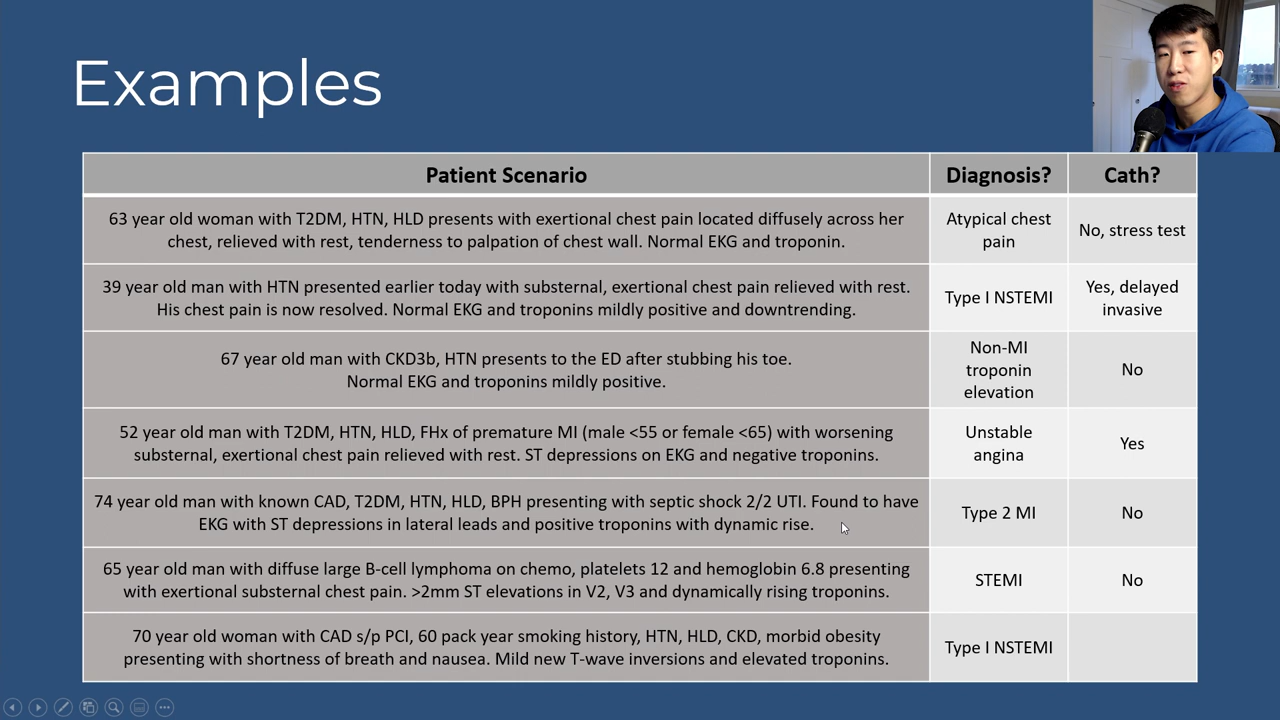 Examples
Patient Scenario
Diagnosis?
Cath?
63 year old woman with T2DM, HTN, HLD presents with exertional chest pain located diffusely across her
chest, relieved with rest, tenderness to palpation of chest wall. Normal EKG and troponin.
Atypical chest
pain
No, stress test
39 year old man with HTN presented earlier today with substernal, exertional chest pain relieved with rest.
His chest pain is now resolved. Normal EKG and troponins mildly positive and downtrending.
Type I NSTEMI
Yes, delayed
invasive
67 year old man with CKD3b, HTN presents to the ED after stubbing his toe.
Normal EKG and troponins mildly positive.
Non-MI
troponin
elevation
No
52 year old man with T2DM, HTN, HLD, FHx of premature MI (male <55 or female <65) with worsening
substernal, exertional chest pain relieved with rest. ST depressions on EKG and negative troponins.
Unstable
angina
Yes
74 year old man with known CAD, T2DM, HTN, HLD, BPH presenting with septic shock 2/2 UTI. Found to have
EKG with ST depressions in lateral leads and positive troponins with dynamic rise.
Type 2 MI
No
65 year old man with diffuse large B-cell lymphoma on chemo, platelets 12 and hemoglobin 6.8 presenting
with exertional substernal chest pain. >2mm ST elevations in V2, V3 and dynamically rising troponins.
STEMI
No
70 year old woman with CAD s/p PCI, 60 pack year smoking history, HTN, HLD, CKD, morbid obesity
presenting with shortness of breath and nausea. Mild new T-wave inversions and elevated troponins.
Type I NSTEMI